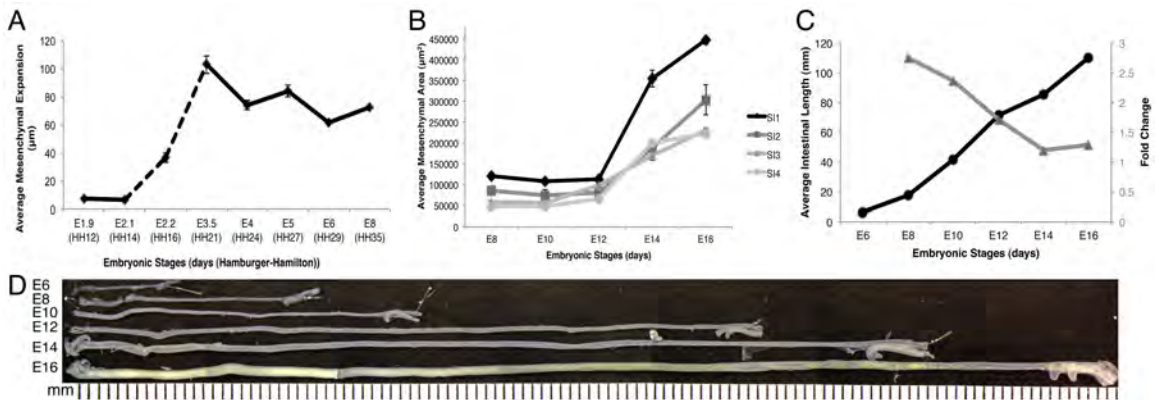 A
Average Mesenchymal Expansion
(µm)
120
100
80
60
40
20
0
E1.9 E2.1 E2.2 E3.5 E4 E5 E6 E8
(HH12) (HH14) (HH16) (HH21) (HH24) (HH27) (HH29) (HH35)
Embryonic Stages (days (Hamburger-Hamilton))
B
Average Mesenchymal Area (µm²)
450000
400000
350000
300000
250000
200000
150000
100000
50000
0
E8 E10 E12 E14 E16
Embryonic Stages (days)
SI1
SI2
SI3
SI4
C
Average Intestinal Length (mm)
120
100
80
60
40
20
0
E6 E8 E10 E12 E14 E16
Embryonic Stages (days)
3
2.5
2
1.5
1
0.5
0
Fold Change
D
E6
E8
E10
E12
E14
E16
mm